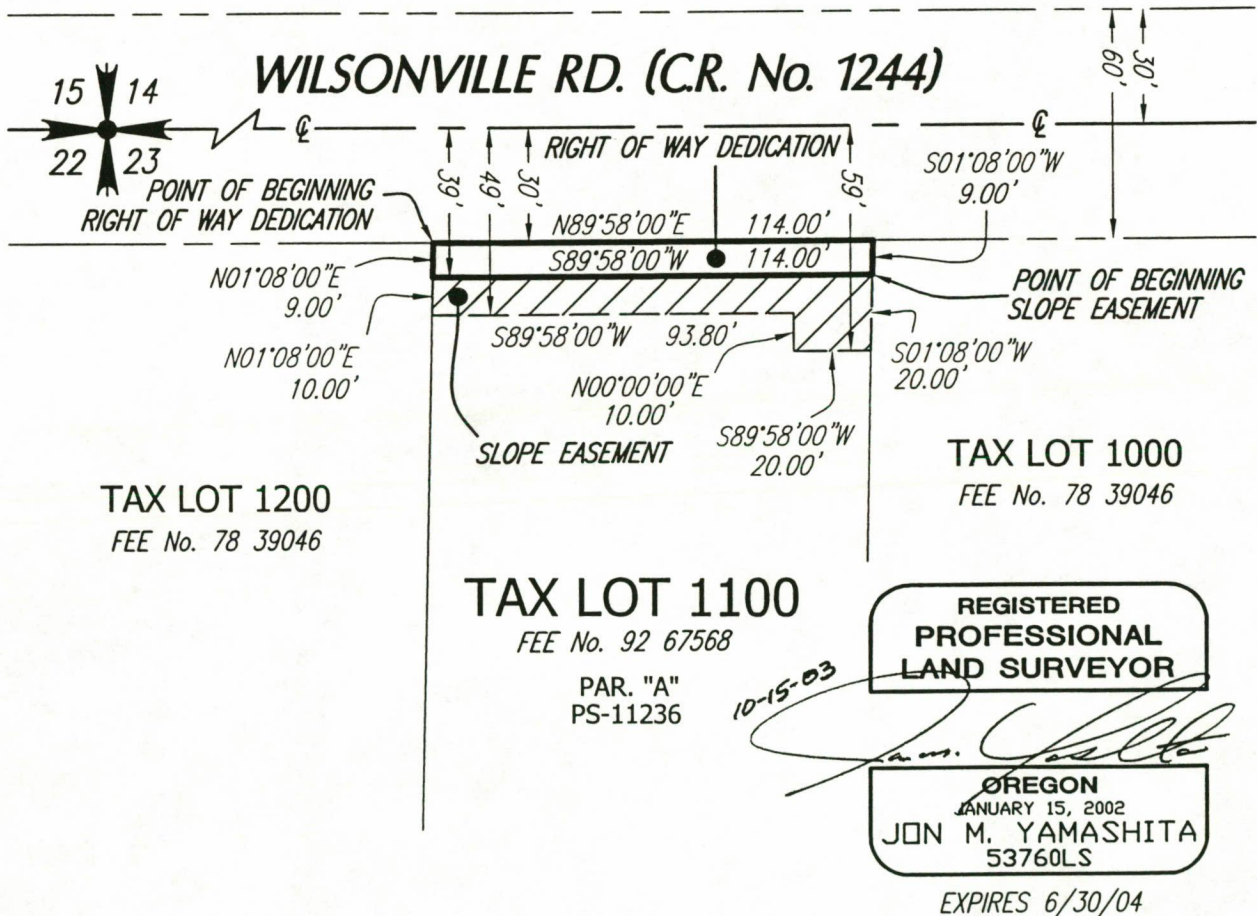 WILSONVILLE RD. (C.R. No. 1244)
30'
60'
15 14
22 23
℄
℄
RIGHT OF WAY DEDICATION
POINT OF BEGINNING
RIGHT OF WAY DEDICATION
39'
49'
30'
59'
S01°08'00"W
9.00'
N89°58'00"E 114.00'
S89°58'00"W 114.00'
N01°08'00"E
9.00'
POINT OF BEGINNING
SLOPE EASEMENT
N01°08'00"E
10.00'
S89°58'00"W 93.80'
N00°00'00"E
10.00'
S89°58'00"W
20.00'
S01°08'00"W
20.00'
SLOPE EASEMENT
TAX LOT 1200
FEE No. 78 39046
TAX LOT 1000
FEE No. 78 39046
TAX LOT 1100
FEE No. 92 67568
PAR. "A"
PS-11236
10-15-03
REGISTERED
PROFESSIONAL
LAND SURVEYOR
OREGON
JANUARY 15, 2002
JON M. YAMASHITA
53760LS
EXPIRES 6/30/04